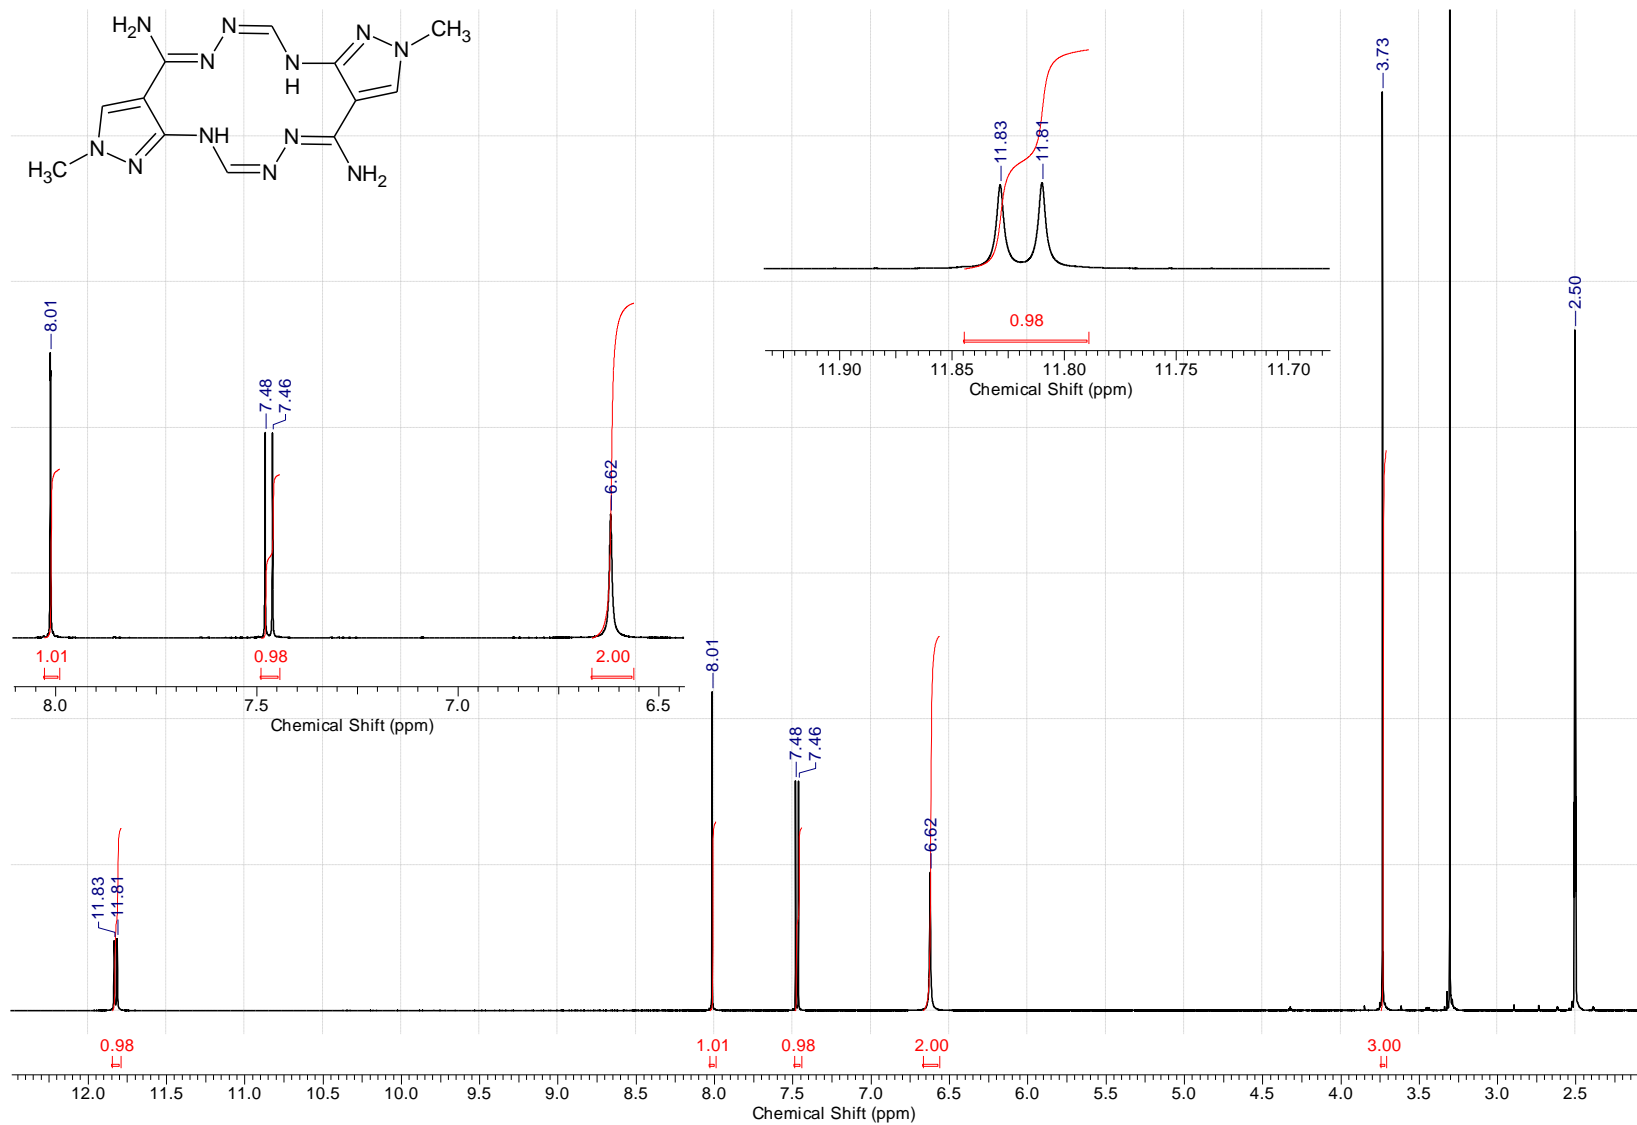 H2N
N
N
N
H
N
N
CH3
N
N
H3C
NH
N
N
NH2
11.83
11.81
0.98
11.90 11.85 11.80 11.75 11.70
Chemical Shift (ppm)
8.01
7.48
7.46
6.62
1.01 0.98 2.00
8.0 7.5 7.0 6.5
Chemical Shift (ppm)
3.73
2.50
11.83
11.81
8.01
7.48
7.46
6.62
0.98 1.01 0.98 2.00 3.00
12.0 11.5 11.0 10.5 10.0 9.5 9.0 8.5 8.0 7.5 7.0 6.5 6.0 5.5 5.0 4.5 4.0 3.5 3.0 2.5
Chemical Shift (ppm)